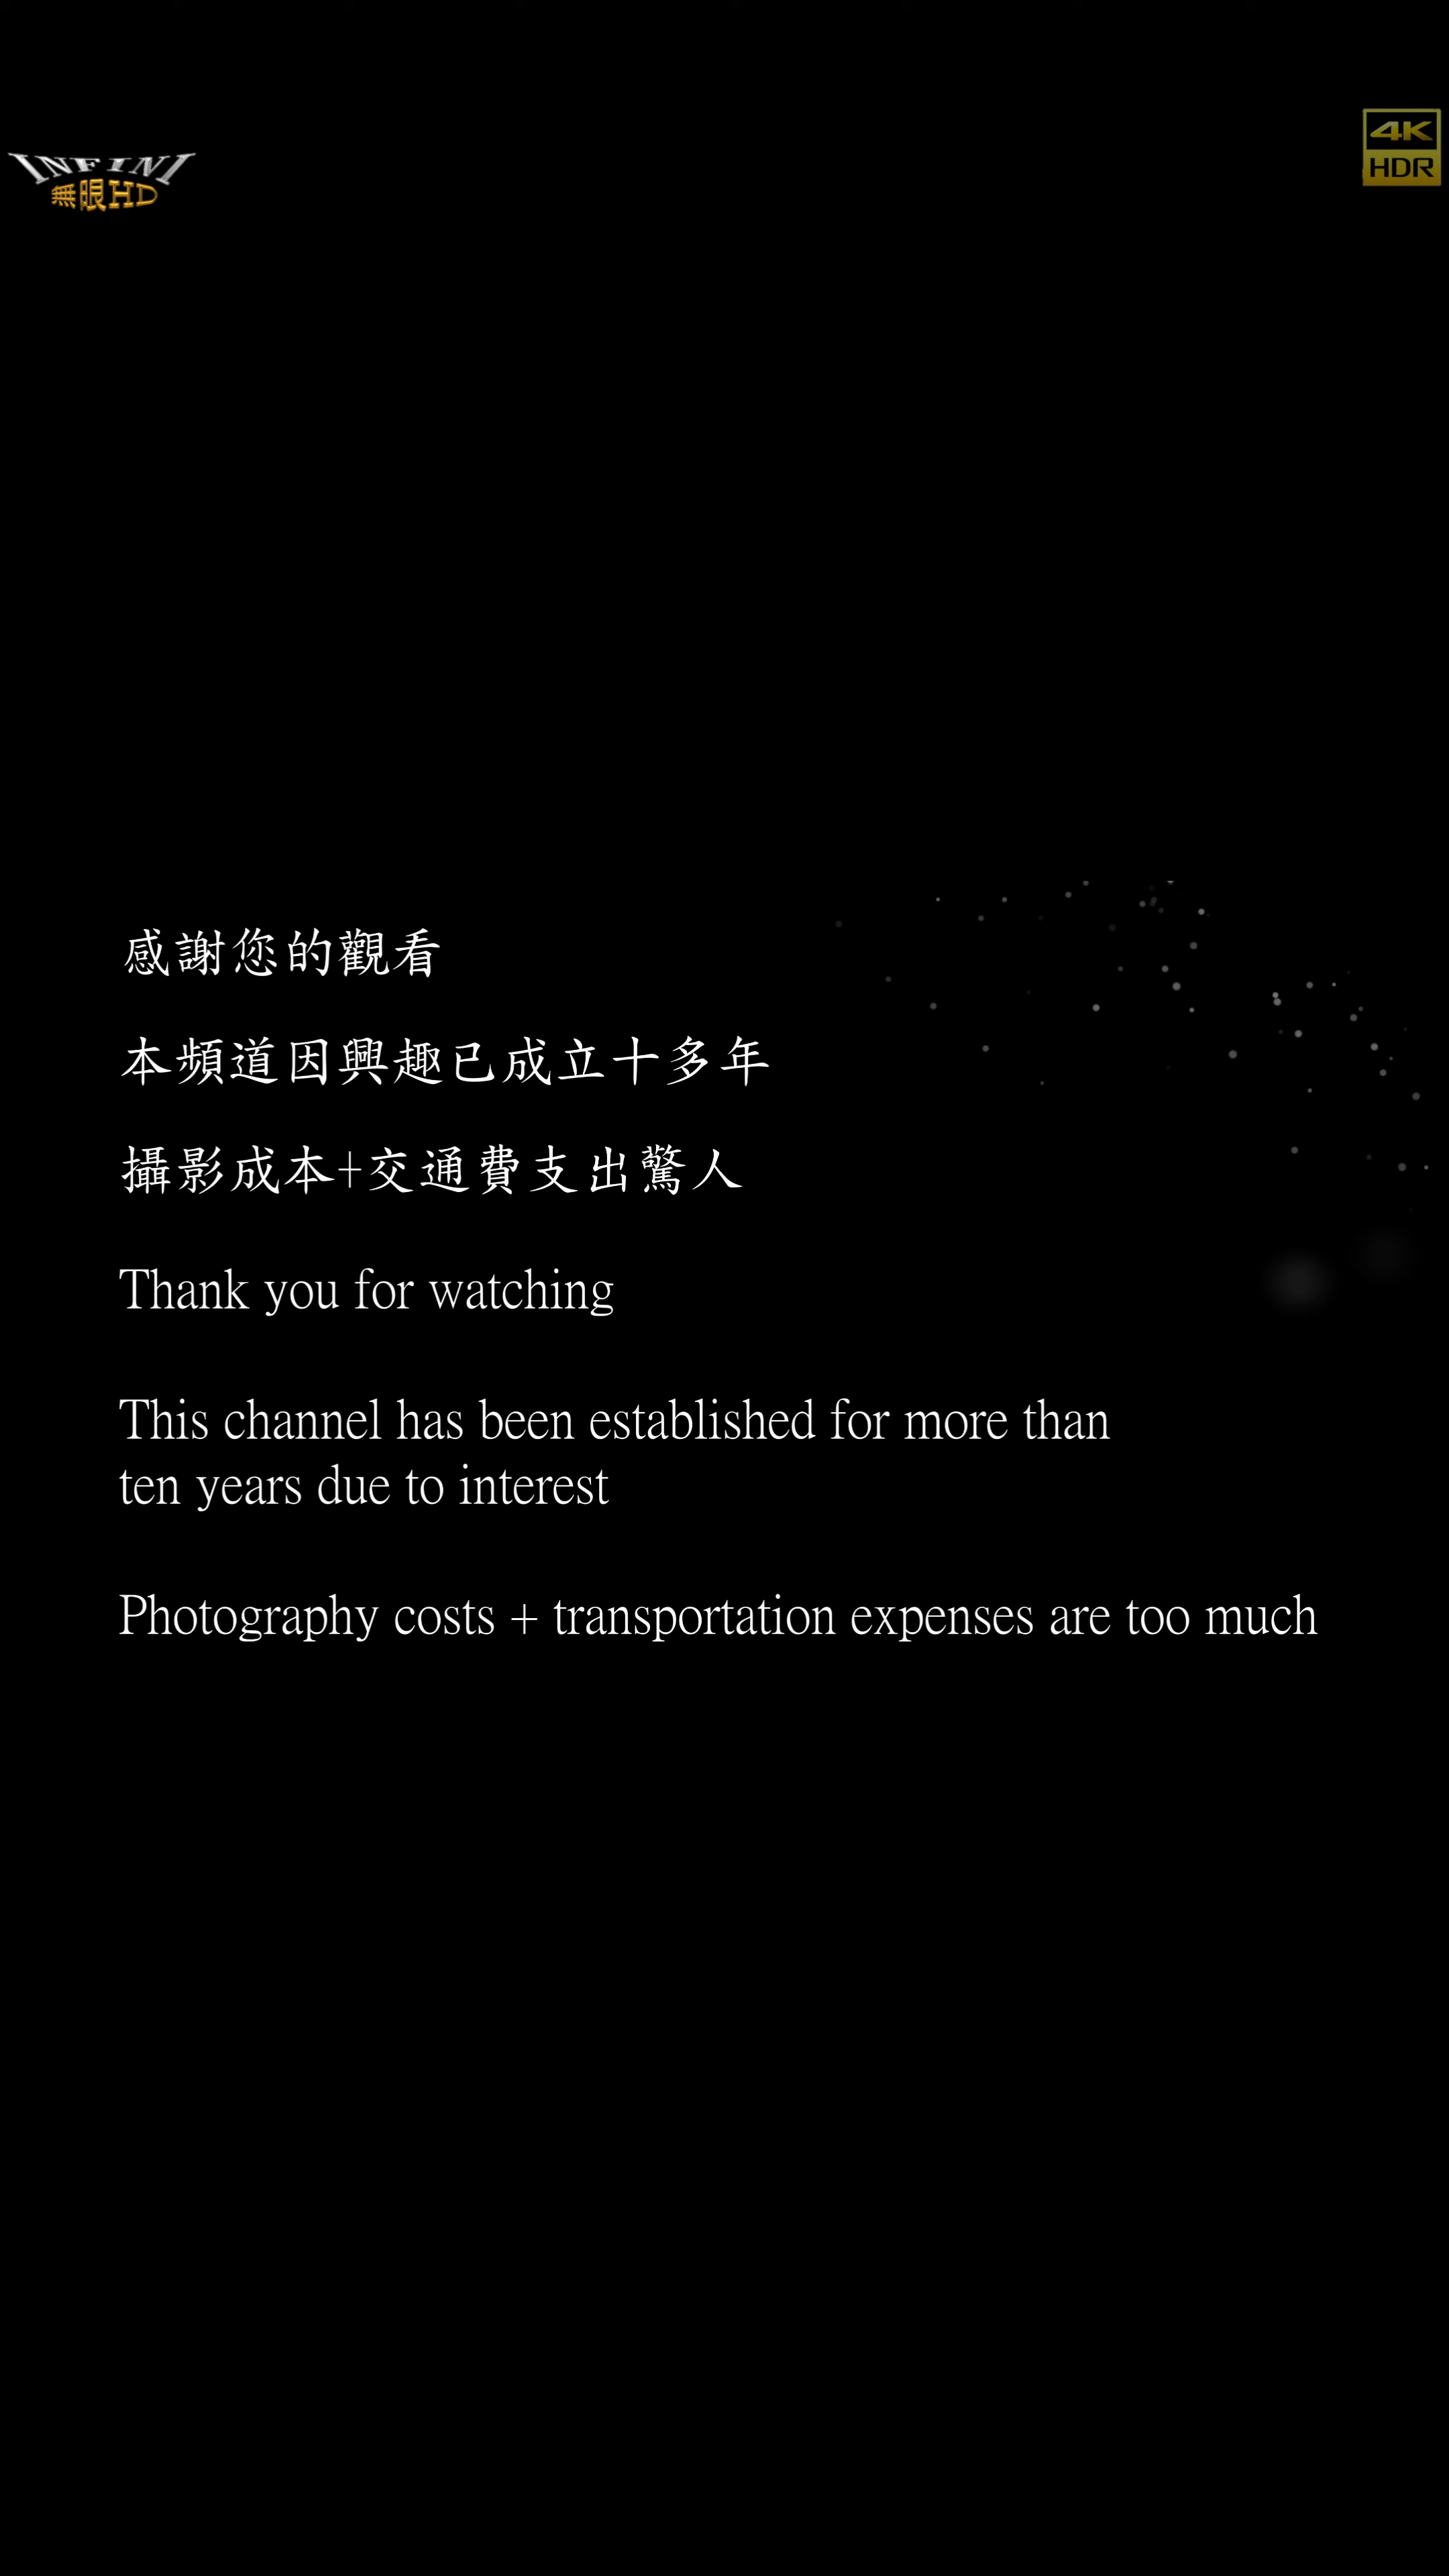 INFINI
無限HD
4K
HDR
感謝您的觀看
本頻道因興趣已成立十多年
攝影成本+交通費支出驚人
Thank you for watching
This channel has been established for more than
ten years due to interest
Photography costs + transportation expenses are too much